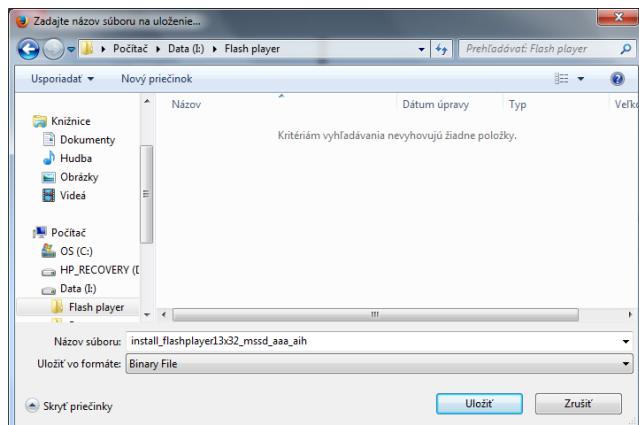 Zadajte názov súboru na uloženie...
Počítač ▸ Data (I:) ▸ Flash player
Prehľadávať: Flash player
Usporiadať
Nový priečinok
Názov
Dátum úpravy
Typ
Veľko
Kritériám vyhľadávania nevyhovujú žiadne položky.
Knižnice
Dokumenty
Hudba
Obrázky
Videá
Počítač
OS (C:)
HP_RECOVERY (D
Data (I:)
Flash player
Názov súboru: install_flashplayer13x32_mssd_aaa_aih
Uložiť vo formáte: Binary File
Skryť priečinky
Uložiť
Zrušiť